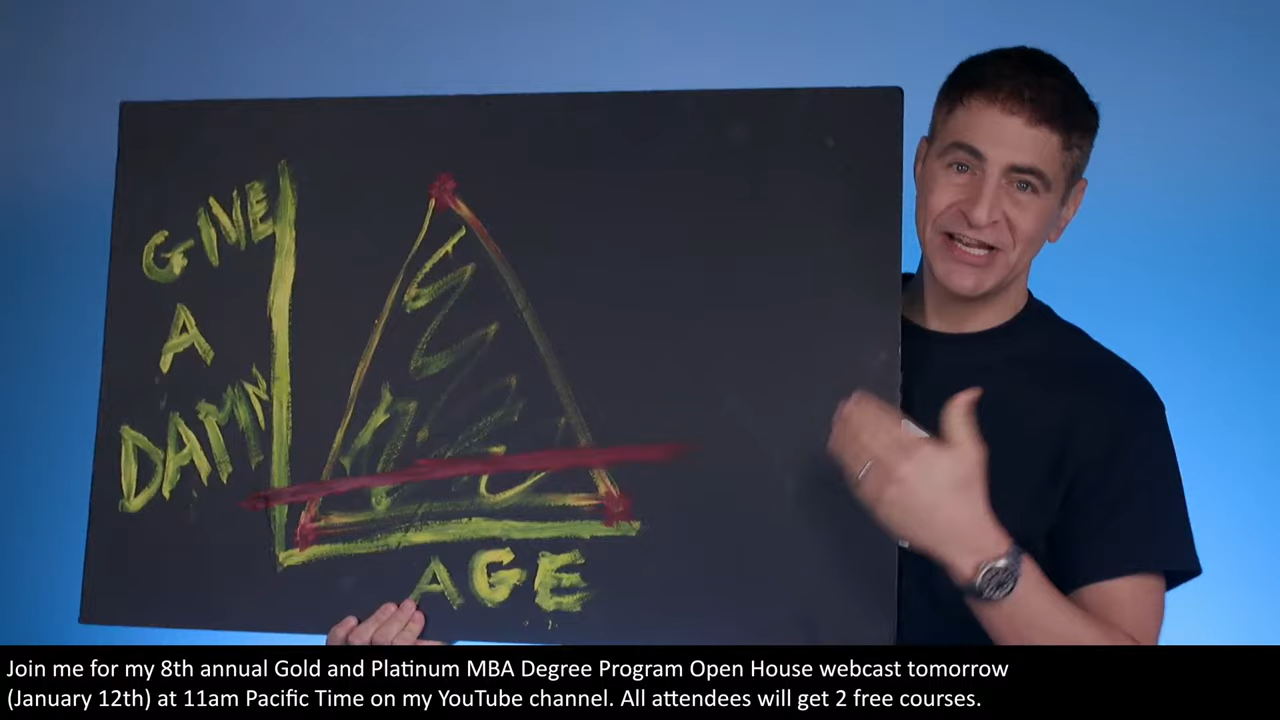 GIVE
A
DAMN
AGE
Join me for my 8th annual Gold and Platinum MBA Degree Program Open House webcast tomorrow
(January 12th) at 11am Pacific Time on my YouTube channel. All attendees will get 2 free courses.